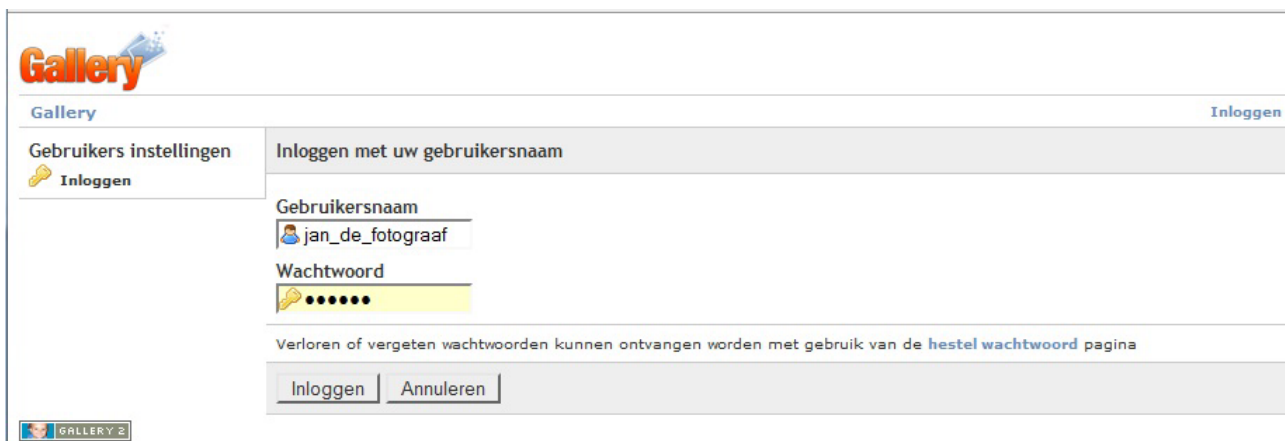 Gallery
Gallery
Inloggen
Gebruikers instellingen
Inloggen
Inloggen met uw gebruikersnaam
Gebruikersnaam
jan_de_fotograaf
Wachtwoord
••••••
Verloren of vergeten wachtwoorden kunnen ontvangen worden met gebruik van de hestel wachtwoord pagina
Inloggen Annuleren
GALLERY 2